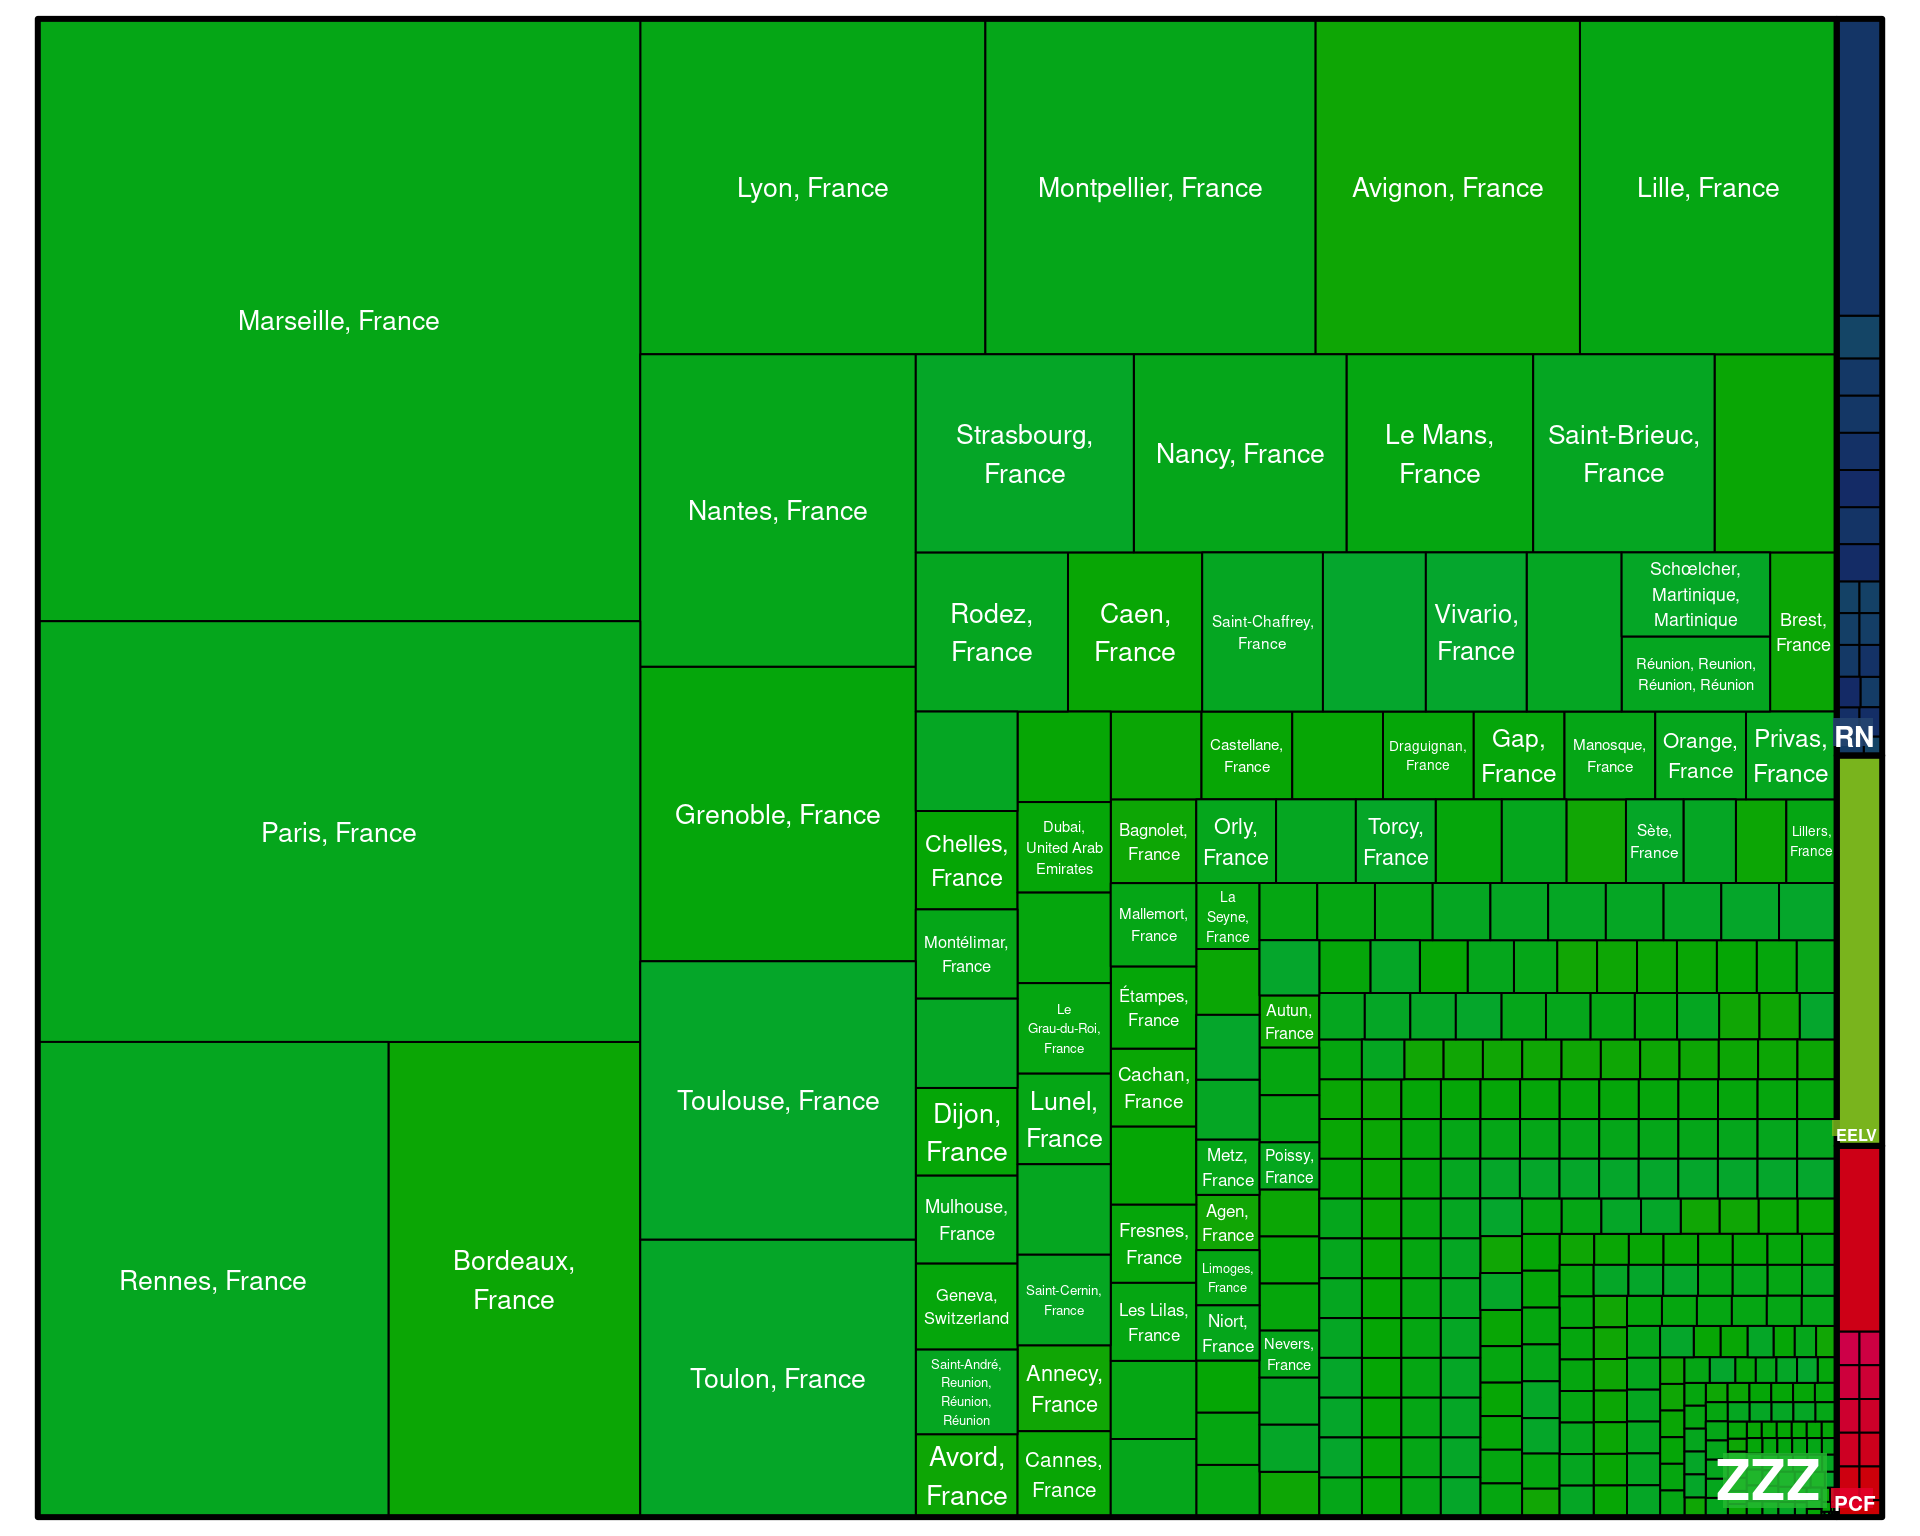 Marseille, France
Lyon, France
Montpellier, France
Avignon, France
Lille, France
Nantes, France
Strasbourg,
France
Nancy, France
Le Mans,
France
Saint-Brieuc,
France
Rodez,
France
Caen,
France
Saint-Chaffrey,
France
Vivario,
France
Schœlcher,
Martinique,
Martinique
Réunion, Reunion,
Réunion, Réunion
Brest,
France
Paris, France
Grenoble, France
Castellane,
France
Draguignan,
France
Gap,
France
Manosque,
France
Orange,
France
Privas,
France
RN
Chelles,
France
Dubai,
United Arab
Emirates
Bagnolet,
France
Orly,
France
Torcy,
France
Sète,
France
Lillers,
France
Montélimar,
France
Mallemort,
France
La
Seyne,
France
Le
Grau-du-Roi,
France
Étampes,
France
Autun,
France
Rennes, France
Bordeaux,
France
Toulouse, France
Dijon,
France
Lunel,
France
Cachan,
France
Metz,
France
Poissy,
France
EELV
Mulhouse,
France
Fresnes,
France
Agen,
France
Geneva,
Switzerland
Saint-Cernin,
France
Les Lilas,
France
Limoges,
France
Niort,
France
Nevers,
France
Toulon, France
Saint-André,
Reunion,
Réunion,
Réunion
Annecy,
France
Avord,
France
Cannes,
France
ZZZ
PCF